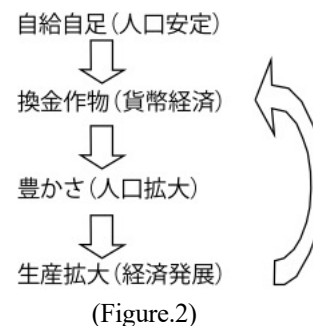 自給自足(人口安定)
換金作物(貨幣経済)
豊かさ(人口拡大)
生産拡大(経済発展)
(Figure.2)